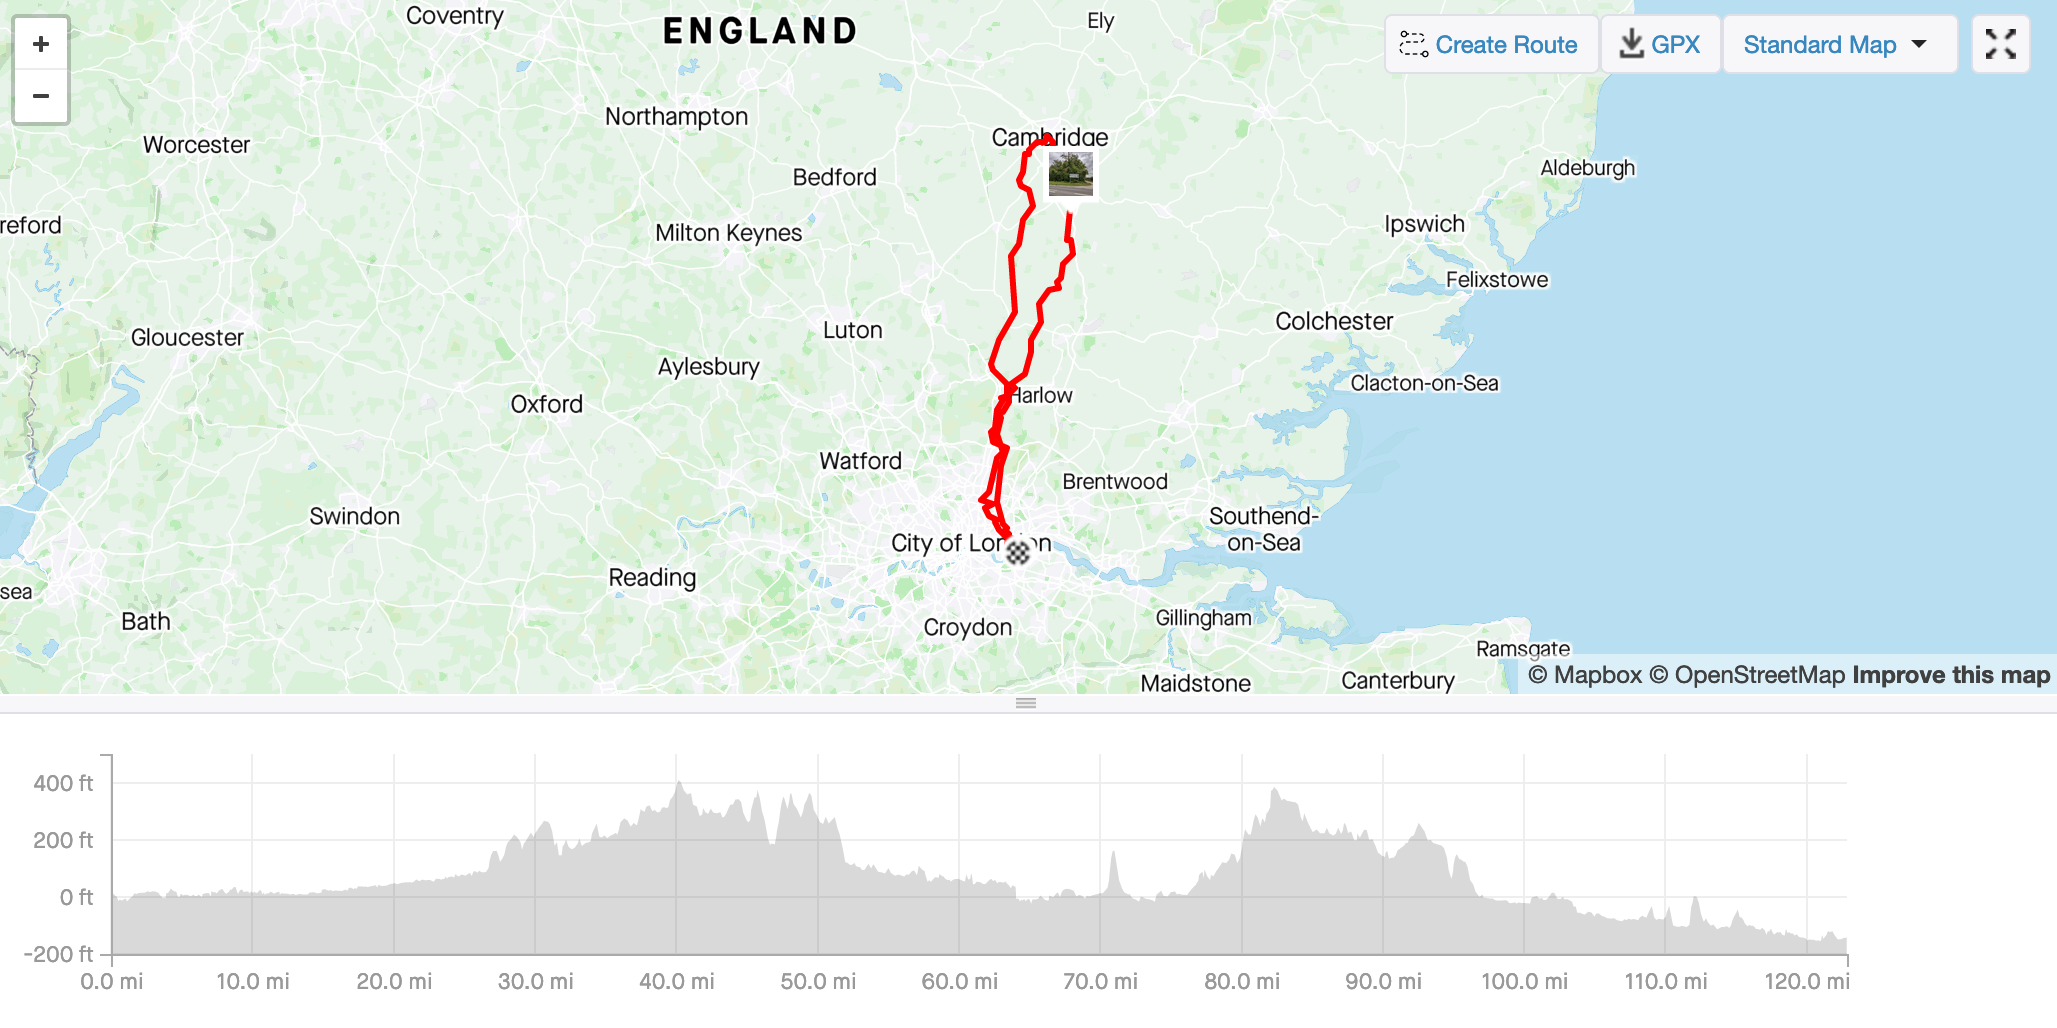 Coventry
ENGLAND
Ely
+
−
Create Route
GPX
Standard Map
Northampton
Cambridge
Worcester
Bedford
Aldeburgh
reford
Milton Keynes
Ipswich
Felixstowe
Gloucester
Luton
Colchester
Aylesbury
Clacton-on-Sea
Oxford
Harlow
Watford
Brentwood
Swindon
Southend-
on-Sea
City of London
Reading
sea
Bath
Croydon
Gillingham
Ramsgate
Maidstone
Canterbury
© Mapbox © OpenStreetMap Improve this map
400 ft
200 ft
0 ft
-200 ft
0.0 mi 10.0 mi 20.0 mi 30.0 mi 40.0 mi 50.0 mi 60.0 mi 70.0 mi 80.0 mi 90.0 mi 100.0 mi 110.0 mi 120.0 mi